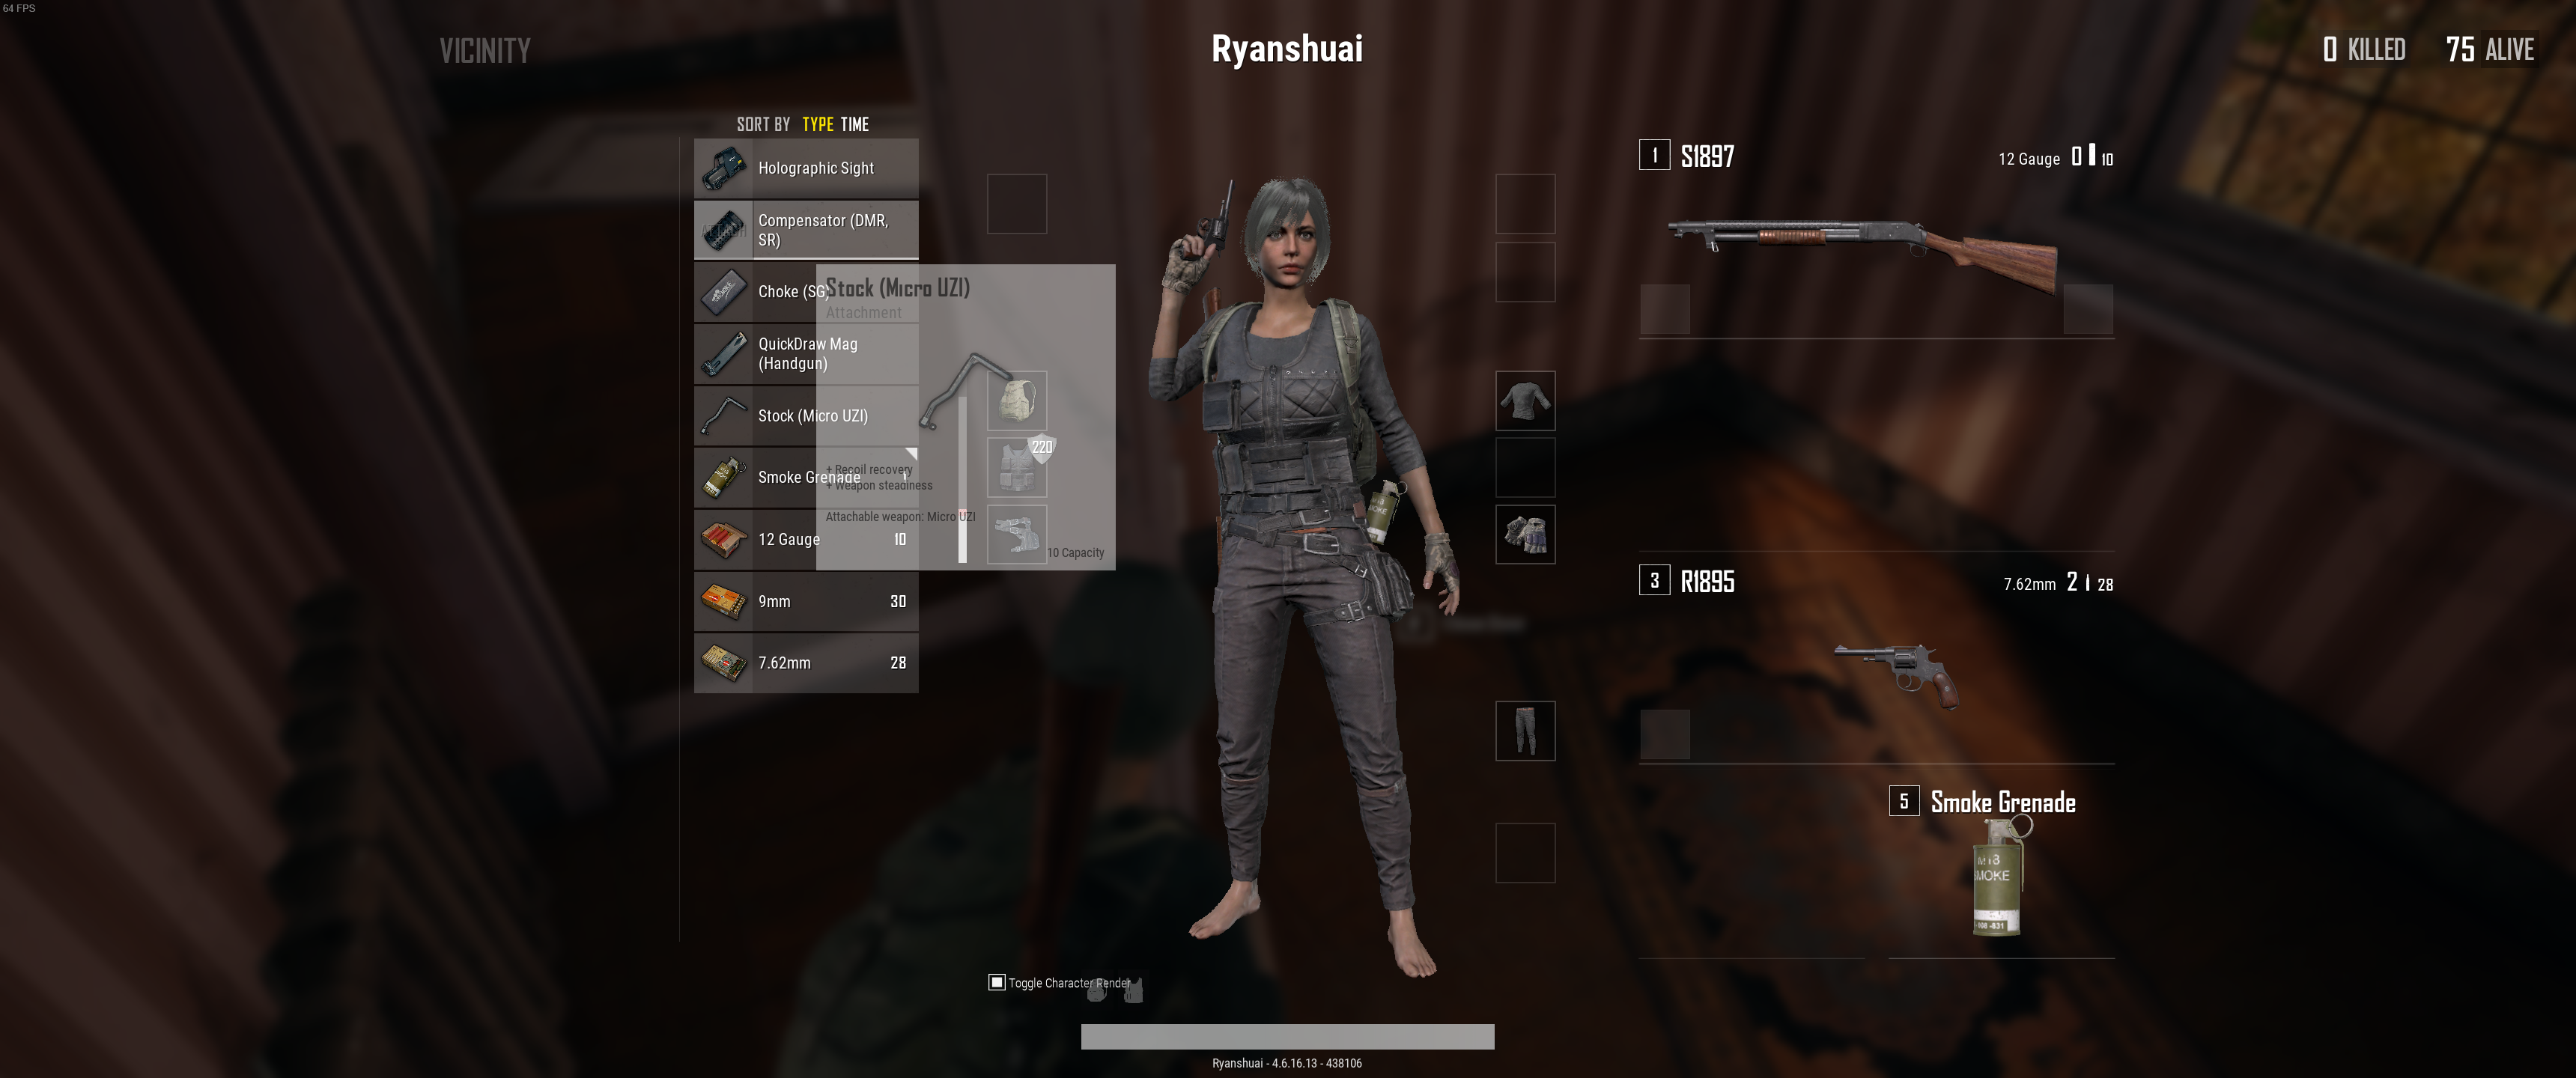 64 FPS
VICINITY
Ryanshuai
0 KILLED 75 ALIVE
SORT BY TYPE TIME
Holographic Sight
Compensator (DMR,
SR)
Choke (SG)
QuickDraw Mag
(Handgun)
Stock (Micro UZI)
Smoke Grenade 1
12 Gauge 10
9mm 30
7.62mm 28
Stock (Micro UZI)
Attachment
+ Recoil recovery
+ Weapon steadiness
Attachable weapon: Micro UZI
10 Capacity
220
1 S1897
12 Gauge 0 10
3 R1895
7.62mm 2 28
5 Smoke Grenade
M18
SMOKE
Toggle Character Render
Ryanshuai - 4.6.16.13 - 438106